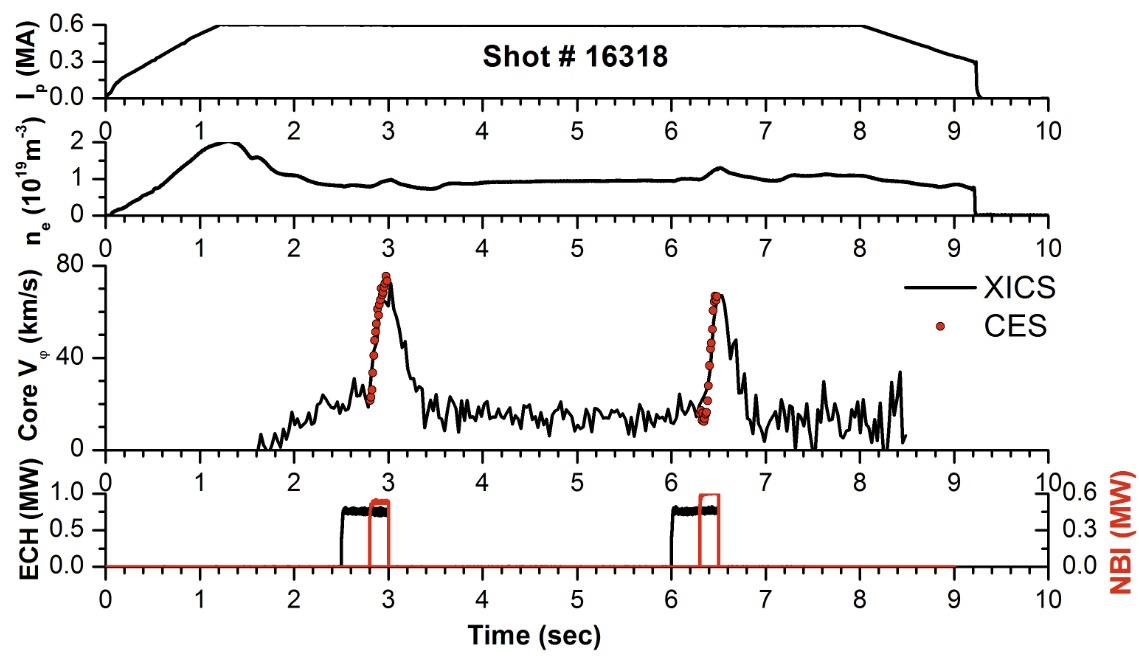 Shot # 16318
I_p (MA)
0.6
0.3
0.0
0 1 2 3 4 5 6 7 8 9 10
n_e (10^19 m^-3)
2
1
0
0 1 2 3 4 5 6 7 8 9 10
Core V_φ (km/s)
80
40
0
XICS
CES
0 1 2 3 4 5 6 7 8 9 10
ECH (MW)
1.0
0.5
0.0
0.6
0.3
0.0
NBI (MW)
0 1 2 3 4 5 6 7 8 9 10
Time (sec)